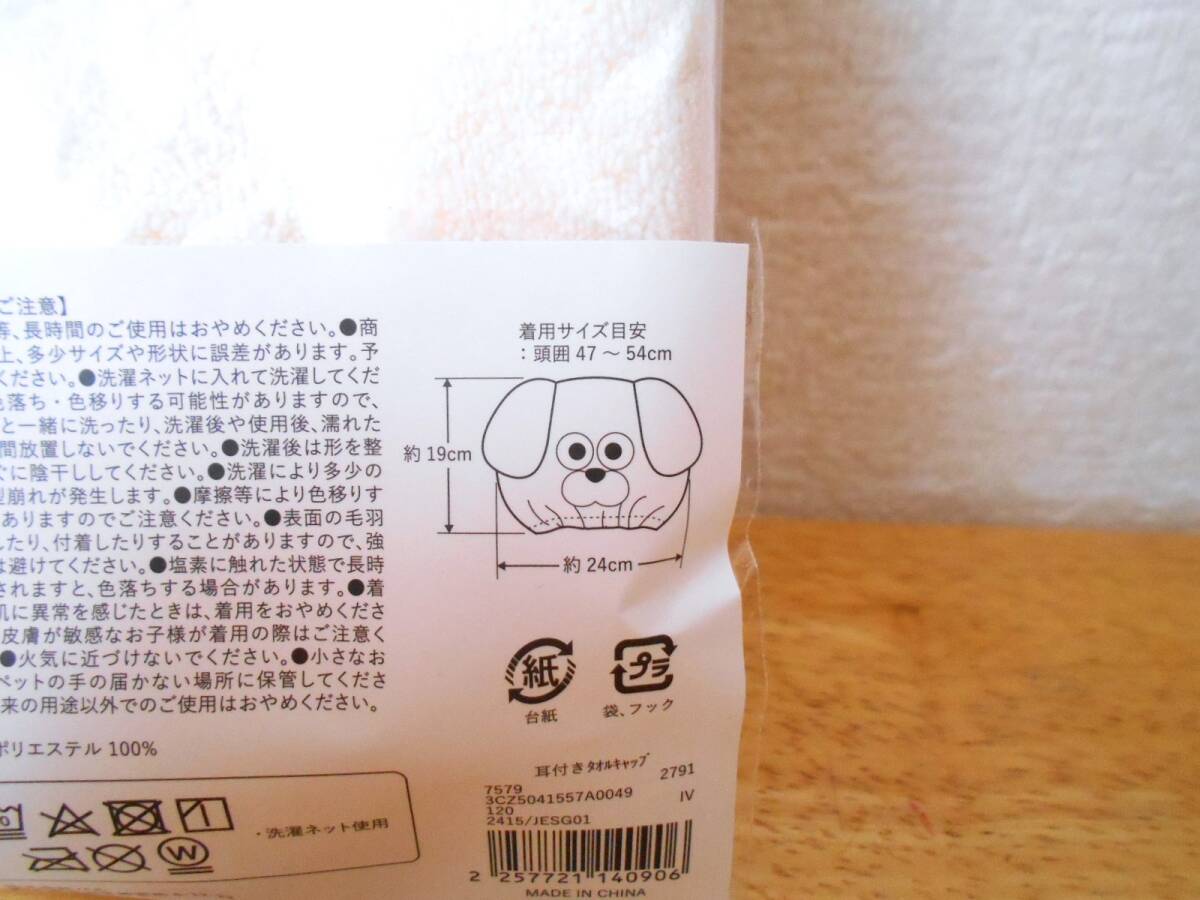 ご注意】
等、長時間のご使用はおやめください。●商
上、多少サイズや形状に誤差があります。予
ください。●洗濯ネットに入れて洗濯してくだ
色落ち・色移りする可能性がありますので、
と一緒に洗ったり、洗濯後や使用後、濡れた
間放置しないでください。●洗濯後は形を整
ぐに陰干ししてください。●洗濯により多少の
型崩れが発生します。●摩擦等により色移りす
ありますのでご注意ください。●表面の毛羽
したり、付着したりすることがありますので、強
は避けてください。●塩素に触れた状態で長時
されますと、色落ちする場合があります。●着
肌に異常を感じたときは、着用をおやめくださ
皮膚が敏感なお子様が着用の際はご注意く
●火気に近づけないでください。●小さなお
ペットの手の届かない場所に保管してくださ
来の用途以外でのご使用はおやめください。
ポリエステル 100%
・洗濯ネット使用
W
着用サイズ目安
：頭囲 47 ～ 54cm
約 19cm
約 24cm
紙
台紙
プラ
袋、フック
耳付きタオルキャップ
2791
7579
3CZ5041557A0049
IV
120
2415/JESG01
2 257721 140906
MADE IN CHINA